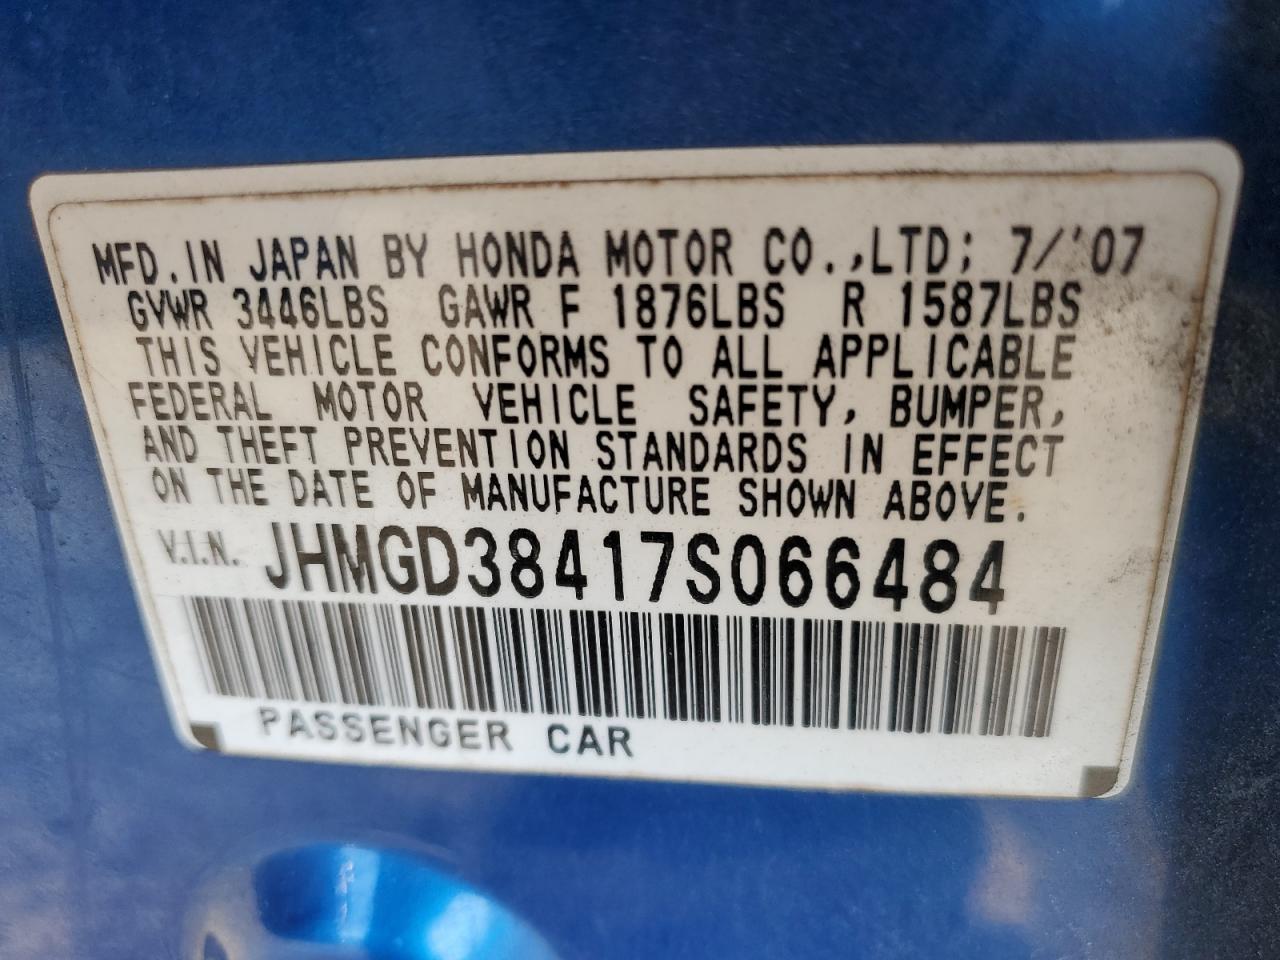 MFD.IN JAPAN BY HONDA MOTOR CO.,LTD; 7/'07
GVWR 3446LBS GAWR F 1876LBS R 1587LBS
THIS VEHICLE CONFORMS TO ALL APPLICABLE
FEDERAL MOTOR VEHICLE SAFETY, BUMPER,
AND THEFT PREVENTION STANDARDS IN EFFECT
ON THE DATE OF MANUFACTURE SHOWN ABOVE.
V.I.N. JHMGD38417S066484
PASSENGER CAR